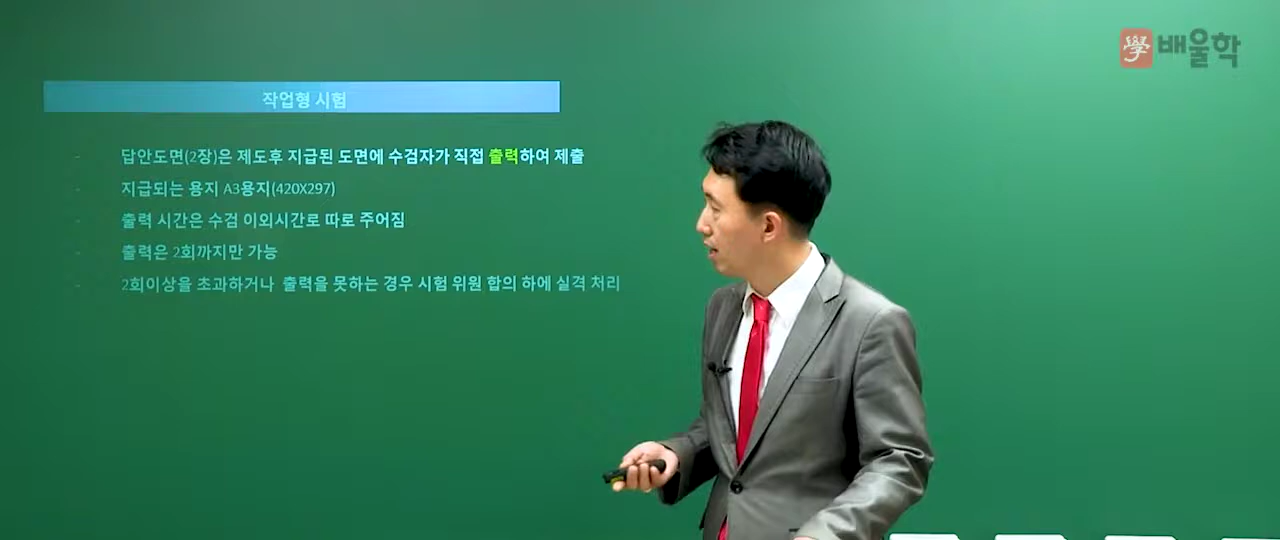 學 배울학
작업형 시험
- 답안도면(2장)은 제도후 지급된 도면에 수검자가 직접 출력하여 제출
- 지급되는 용지 A3용지(420X297)
- 출력 시간은 수검 이외시간로 따로 주어짐
- 출력은 2회까지만 가능
- 2회이상을 초과하거나 출력을 못하는 경우 시험 위원 합의 하에 실격 처리